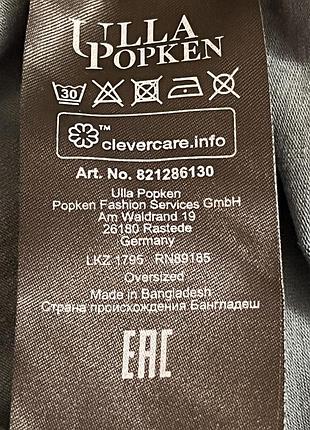 ULLA
POPKEN
30
™
clevercare.info
Art. No. 821286130
Ulla Popken
Popken Fashion Services GmbH
Am Waldrand 19
26180 Rastede
Germany
LKZ 1795 RN89185
Oversized
Made in Bangladesh
Страна происхождения Бангладеш
EAC